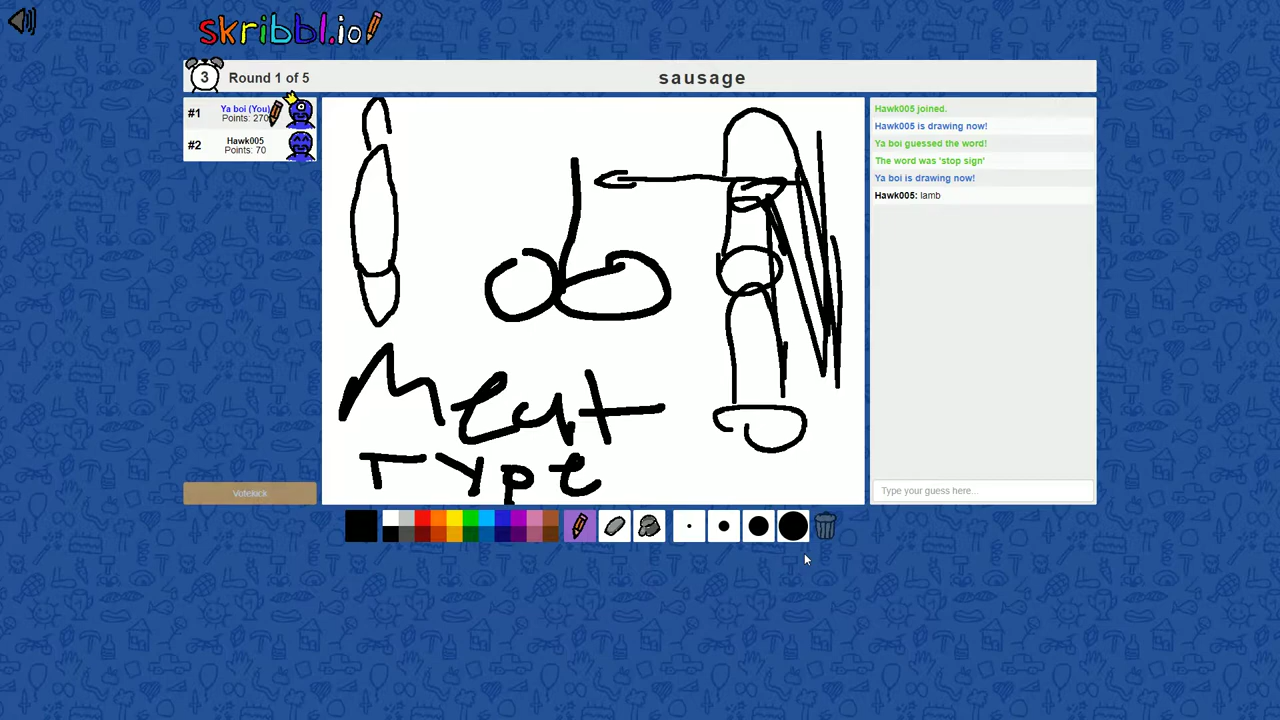 skribbl.io
3 Round 1 of 5 sausage
#1 Ya boi (You)
Points: 270
#2 Hawk005
Points: 70
Votekick
Meat
Type
Hawk005 joined.
Hawk005 is drawing now!
Ya boi guessed the word!
The word was 'stop sign'
Ya boi is drawing now!
Hawk005: lamb
Type your guess here...